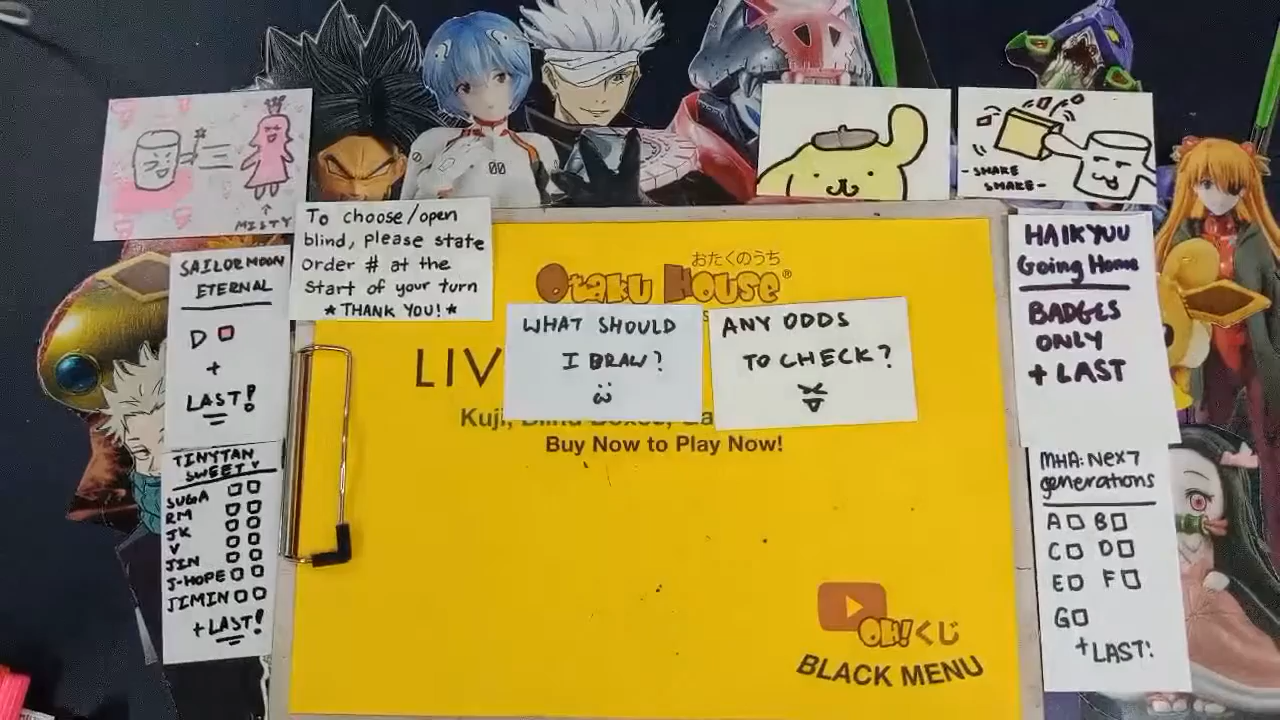 MISTY
- SHAKE
SHAKE -
00
To choose/open
blind, please state
Order # at the
Start of your turn
★ THANK YOU! ★
SAILORMOON
ETERNAL
D
+
LAST!
TINYTAN
SWEET
SUGA
RM
JK
V
JIN
J-HOPE
JIMIN
+LAST!
おたくのうち
OTAKU HOUSE®
LIV
Kuji, Blind Boxes,
Buy Now to Play Now!
WHAT SHOULD
I DRAW?
ANY ODDS
TO CHECK?
OH!くじ
BLACK MENU
HAIKYUU
Going Home
BADGES
ONLY
+ LAST
MHA: Next
generations
A B
C D
E F
G
+LAST!